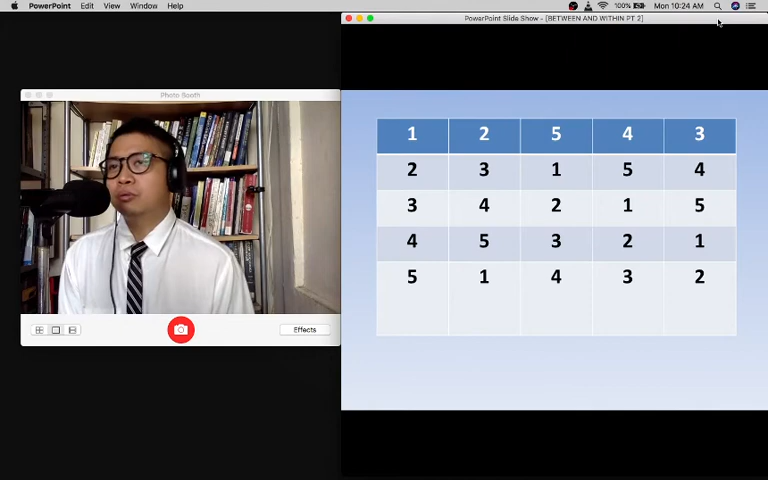 PowerPoint Edit View Window Help
100% Mon 10:24 AM
PowerPoint Slide Show - [BETWEEN AND WITHIN PT 2]
Photo Booth
1 2 5 4 3
2 3 1 5 4
3 4 2 1 5
4 5 3 2 1
5 1 4 3 2
Effects